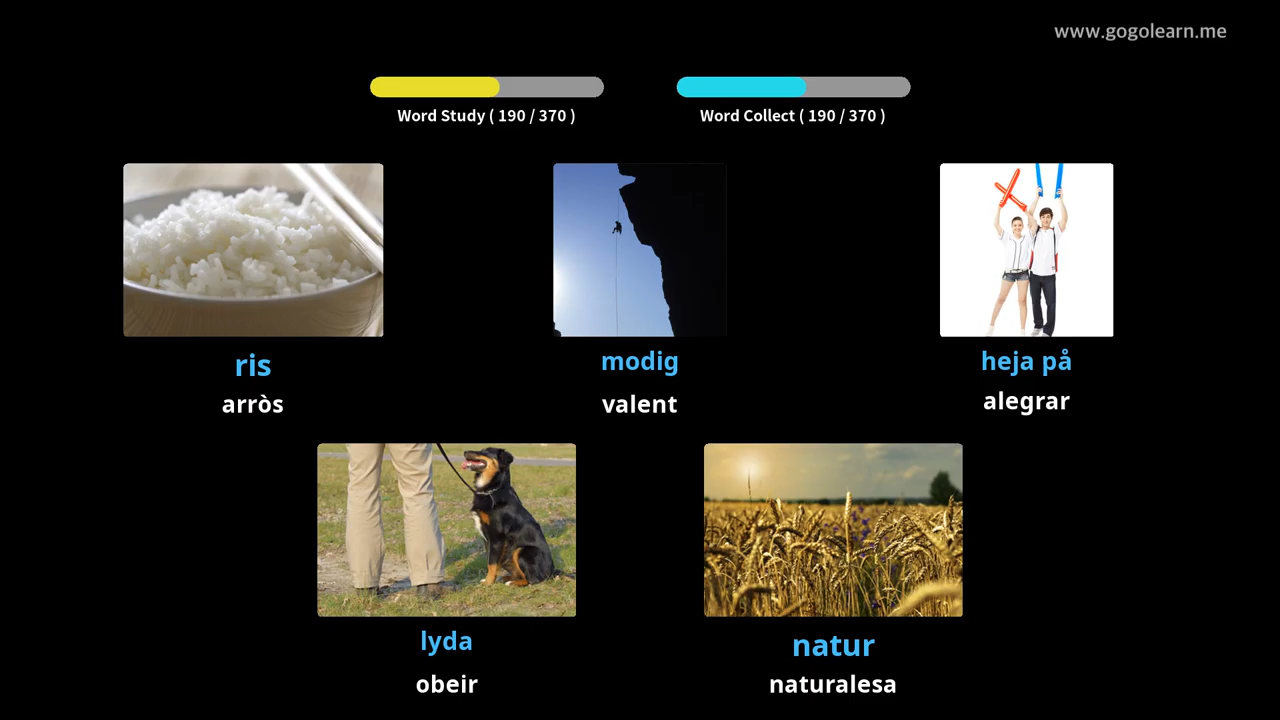 www.gogolearn.me
Word Study ( 190 / 370 )
Word Collect ( 190 / 370 )
ris
arròs
modig
valent
heja på
alegrar
lyda
obeir
natur
naturalesa